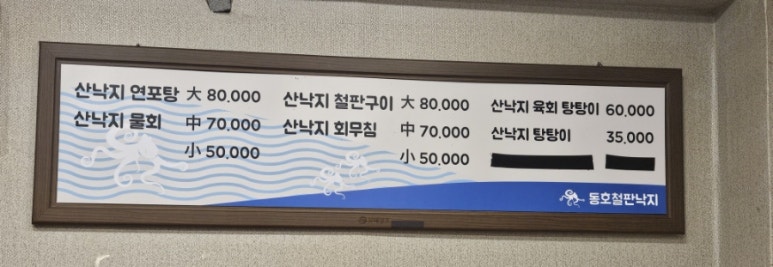 산낙지 연포탕 大 80,000
산낙지 물회 中 70,000
小 50,000
산낙지 철판구이 大 80,000
산낙지 회무침 中 70,000
小 50,000
산낙지 육회 탕탕이 60,000
산낙지 탕탕이 35,000
동호철판낙지